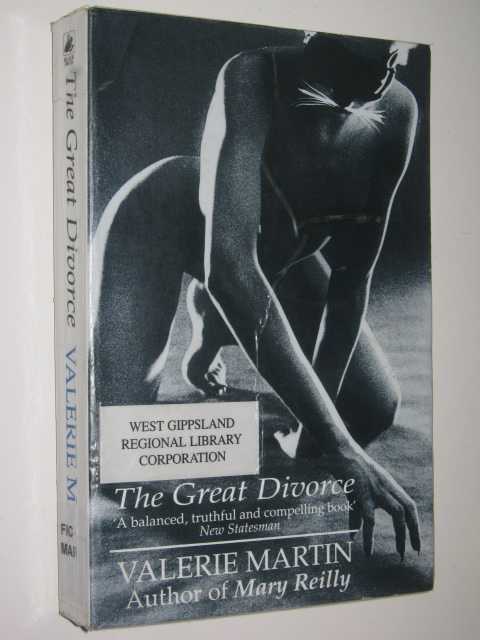 The Great Divorce VALERIE M
FIC
MAR
WEST GIPPSLAND
REGIONAL LIBRARY
CORPORATION
The Great Divorce
'A balanced, truthful and compelling book'
New Statesman
VALERIE MARTIN
Author of Mary Reilly